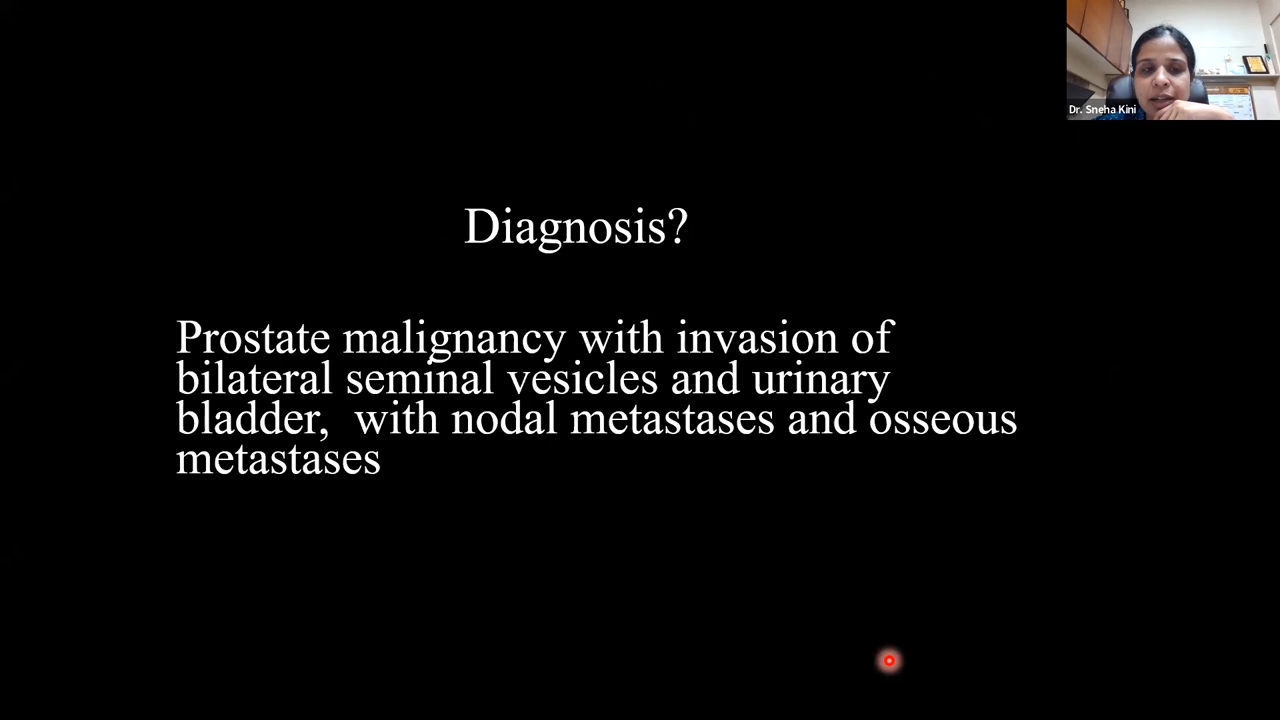 Dr. Sneha Kini
Diagnosis?
Prostate malignancy with invasion of
bilateral seminal vesicles and urinary
bladder,  with nodal metastases and osseous
metastases